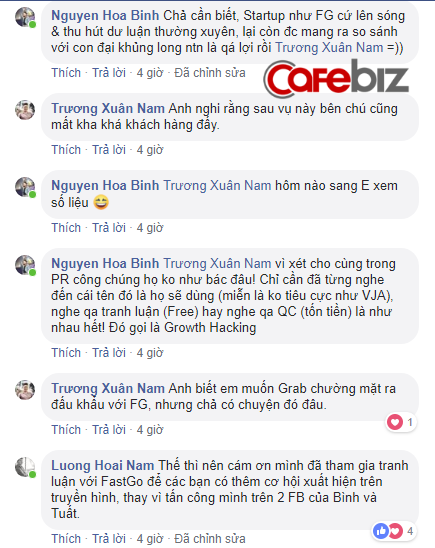 Nguyen Hoa Binh Chả cần biết, Startup như FG cứ lên sóng
& thu hút dư luận thường xuyên, lại còn đc mang ra so sánh
với con đại khủng long ntn là qá lợi rồi Trương Xuân Nam =))
Thích · Trả lời · 4 giờ · Đã chỉnh sửa
CAFEBIZ
Trương Xuân Nam Anh nghi rằng sau vụ này bên chú cũng
mất kha khá khách hàng đấy.
Thích · Trả lời · 4 giờ
Nguyen Hoa Binh Trương Xuân Nam hôm nào sang E xem
số liệu 😄
Thích · Trả lời · 4 giờ
Nguyen Hoa Binh Trương Xuân Nam vì xét cho cùng trong
PR công chúng họ ko như bác đâu! Chỉ cần đã từng nghe
đến cái tên đó là họ sẽ dùng (miễn là ko tiêu cực như VJA),
nghe qa tranh luận (Free) hay nghe qa QC (tốn tiền) là như
nhau hết! Đó gọi là Growth Hacking
Thích · Trả lời · 4 giờ
Trương Xuân Nam Anh biết em muốn Grab chường mặt ra
đấu khẩu với FG, nhưng chả có chuyện đó đâu.
1
Thích · Trả lời · 4 giờ
Luong Hoai Nam Thế thì nên cám ơn mình đã tham gia tranh
luận với FastGo để các bạn có thêm cơ hội xuất hiện trên
truyền hình, thay vì tấn công mình trên 2 FB của Bình và
Tuất.
4
Thích · Trả lời · 4 giờ · Đã chỉnh sửa